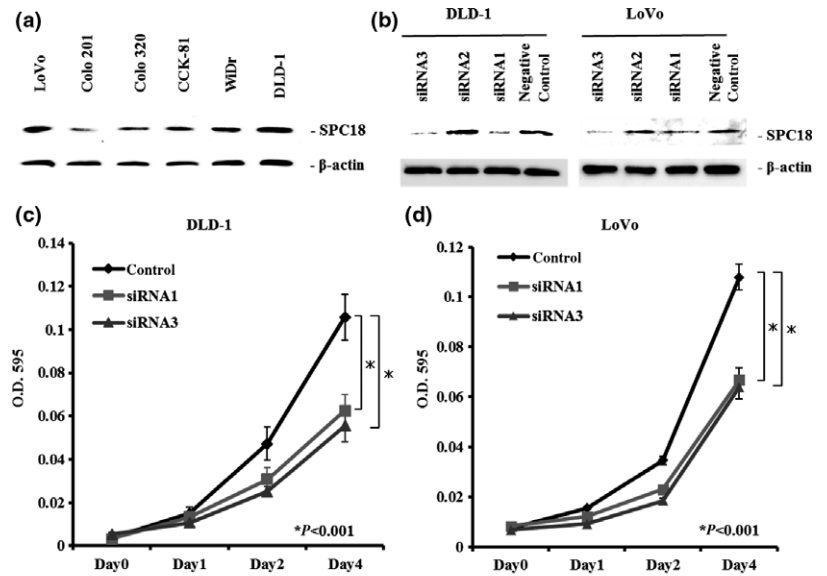 (a)
LoVo
Colo 201
Colo 320
CCK-81
WiDr
DLD-1
- SPC18
- β-actin
(b)
DLD-1
LoVo
siRNA3
siRNA2
siRNA1
Negative
Control
siRNA3
siRNA2
siRNA1
Negative
Control
- SPC18
- β-actin
(c)
DLD-1
0.14
0.12
0.1
0.08
0.06
0.04
0.02
0
O.D. 595
Control
siRNA1
siRNA3
*
*
*P<0.001
Day0 Day1 Day2 Day4
(d)
LoVo
0.12
0.1
0.08
0.06
0.04
0.02
0
O.D. 595
Control
siRNA1
siRNA3
*
*
*P<0.001
Day0 Day1 Day2 Day4